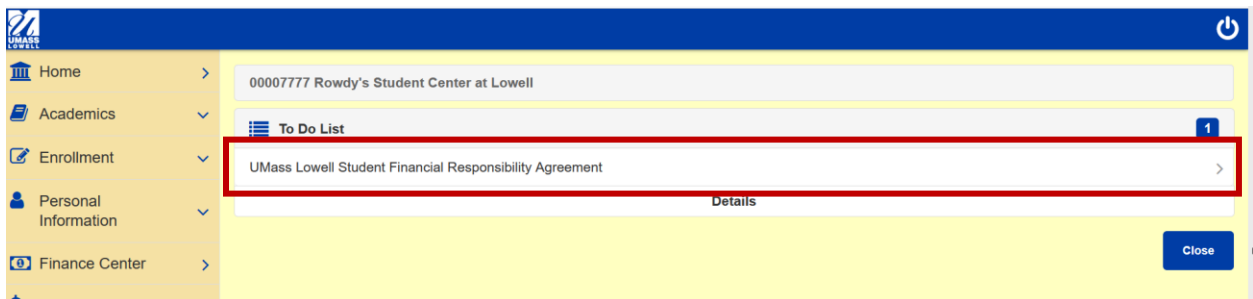 UMASS
LOWELL
Home
Academics
Enrollment
Personal
Information
Finance Center
00007777 Rowdy's Student Center at Lowell
To Do List
1
UMass Lowell Student Financial Responsibility Agreement
Details
Close